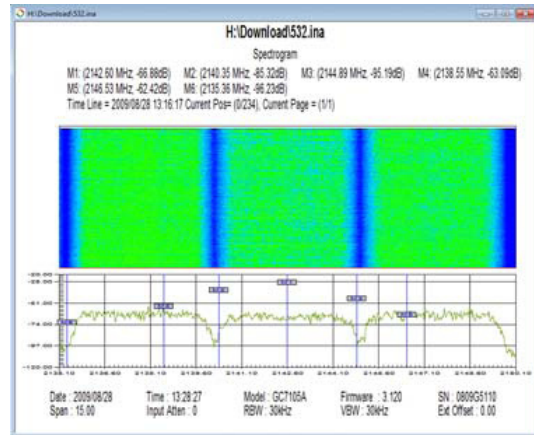 H:\Download\532.ina
H:\Download\532.ina
Spectrogram
M1: (2142.60 MHz, -66.88dB) M2: (2140.35 MHz, -85.32dB) M3: (2144.89 MHz, -95.19dB) M4: (2138.55 MHz, -63.09dB)
M5: (2146.53 MHz, -62.42dB) M6: (2135.36 MHz, -96.23dB)
Time Line = 2009/08/28 13:16:17 Current Pos= (0/234), Current Page = (1/1)
-100.00
Date : 2009/08/28 Time : 13:28:27 Model : GC7105A Firmware : 3.120 SN : 0809G5110
Span : 15.00 Input Atten : 0 RBW : 30kHz VBW : 30kHz Ext Offset : 0.00